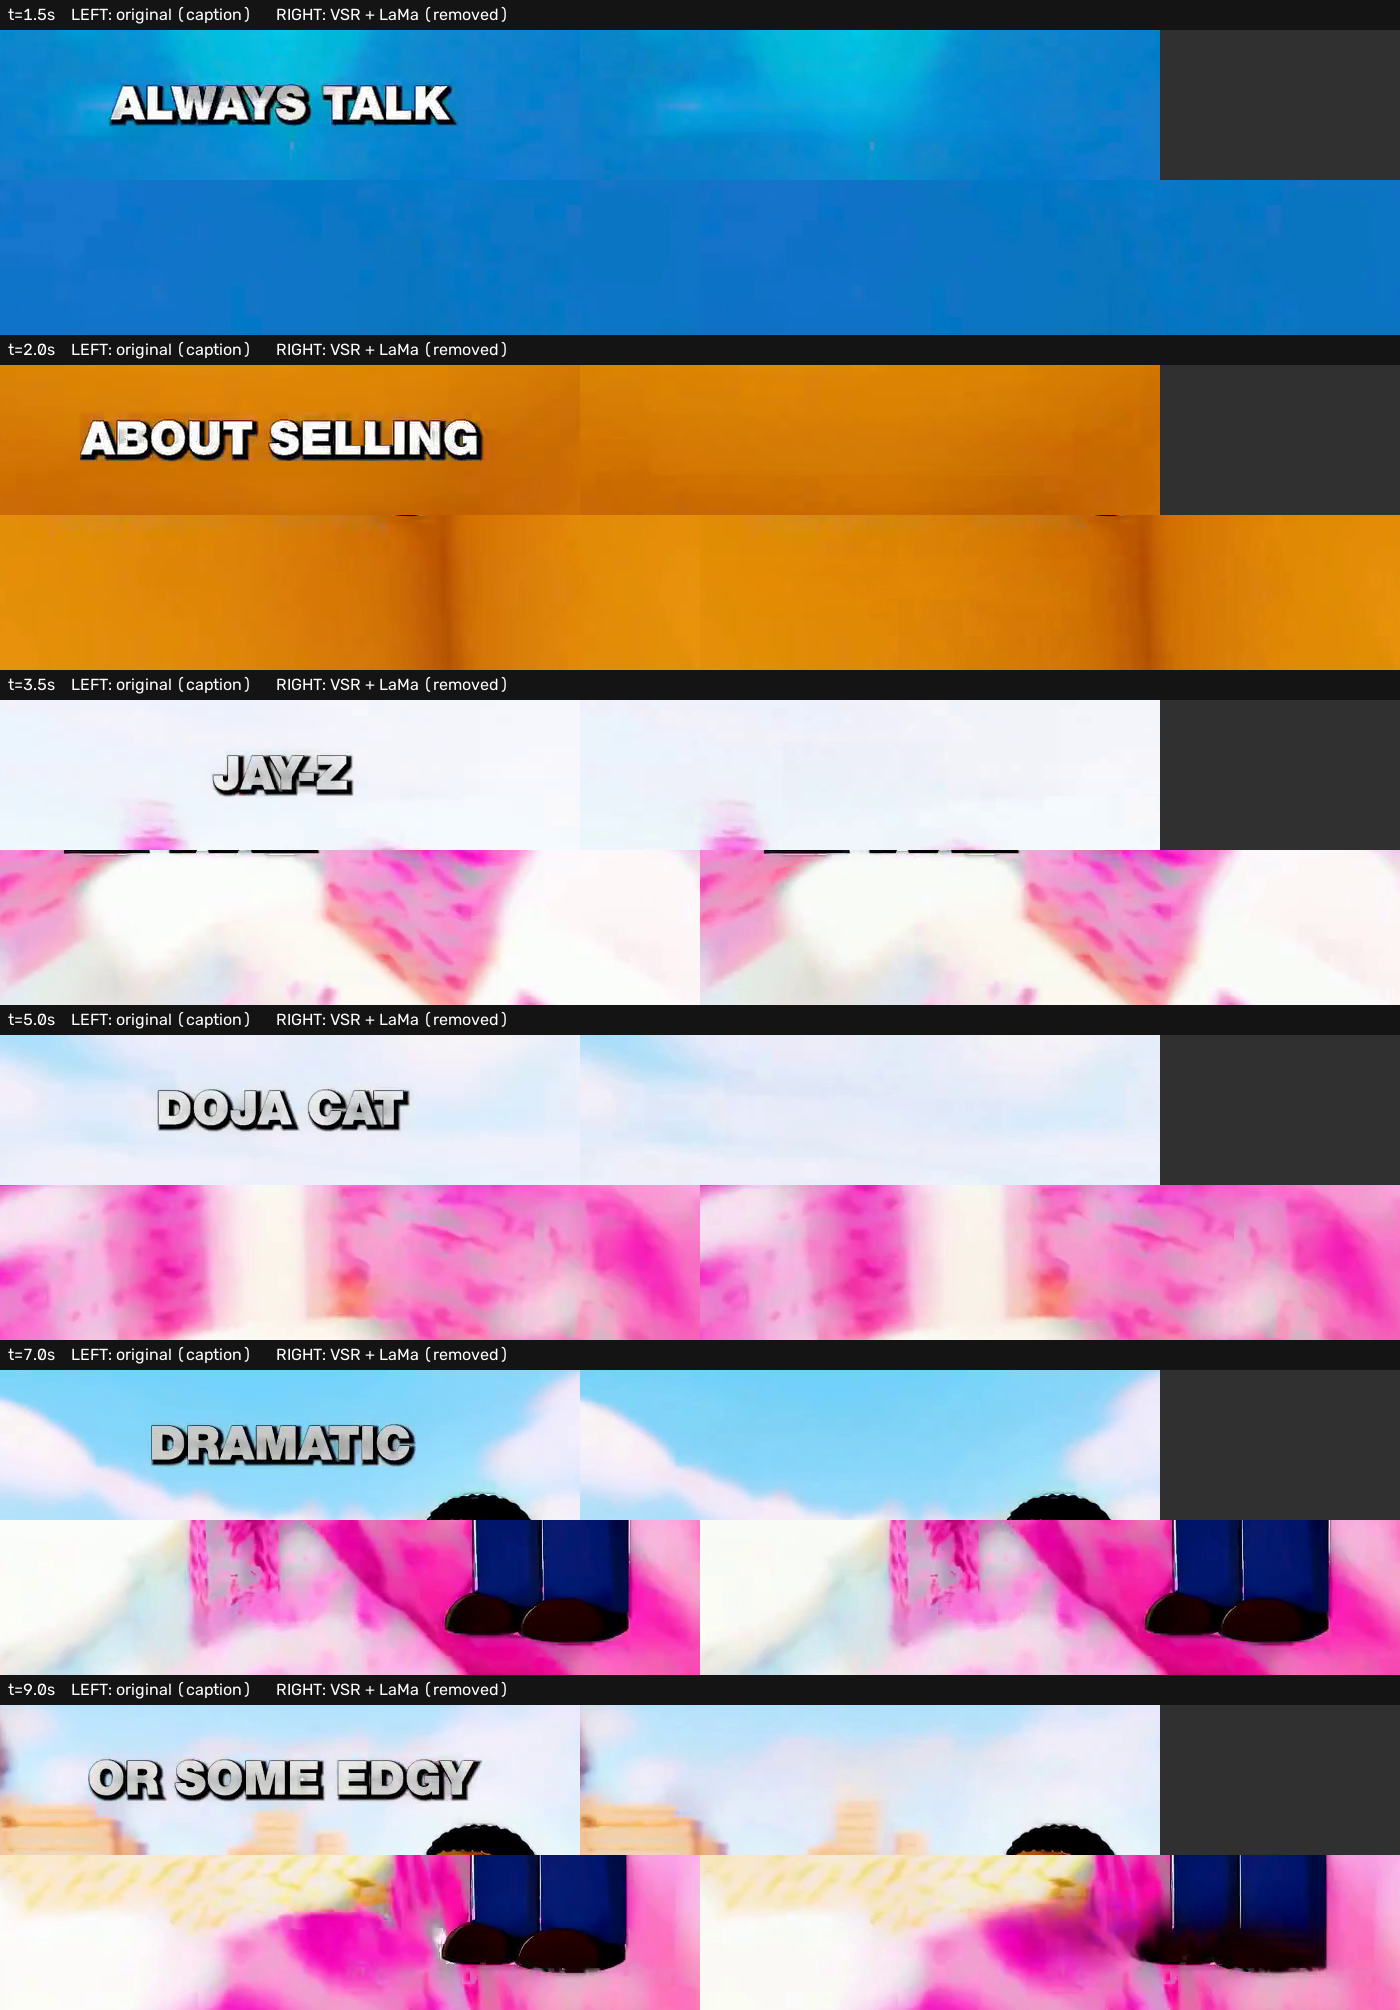 t=1.5s LEFT: original (caption) RIGHT: VSR + LaMa (removed)
ALWAYS TALK
t=2.0s LEFT: original (caption) RIGHT: VSR + LaMa (removed)
ABOUT SELLING
t=3.5s LEFT: original (caption) RIGHT: VSR + LaMa (removed)
JAY-Z
t=5.0s LEFT: original (caption) RIGHT: VSR + LaMa (removed)
DOJA CAT
t=7.0s LEFT: original (caption) RIGHT: VSR + LaMa (removed)
DRAMATIC
t=9.0s LEFT: original (caption) RIGHT: VSR + LaMa (removed)
OR SOME EDGY